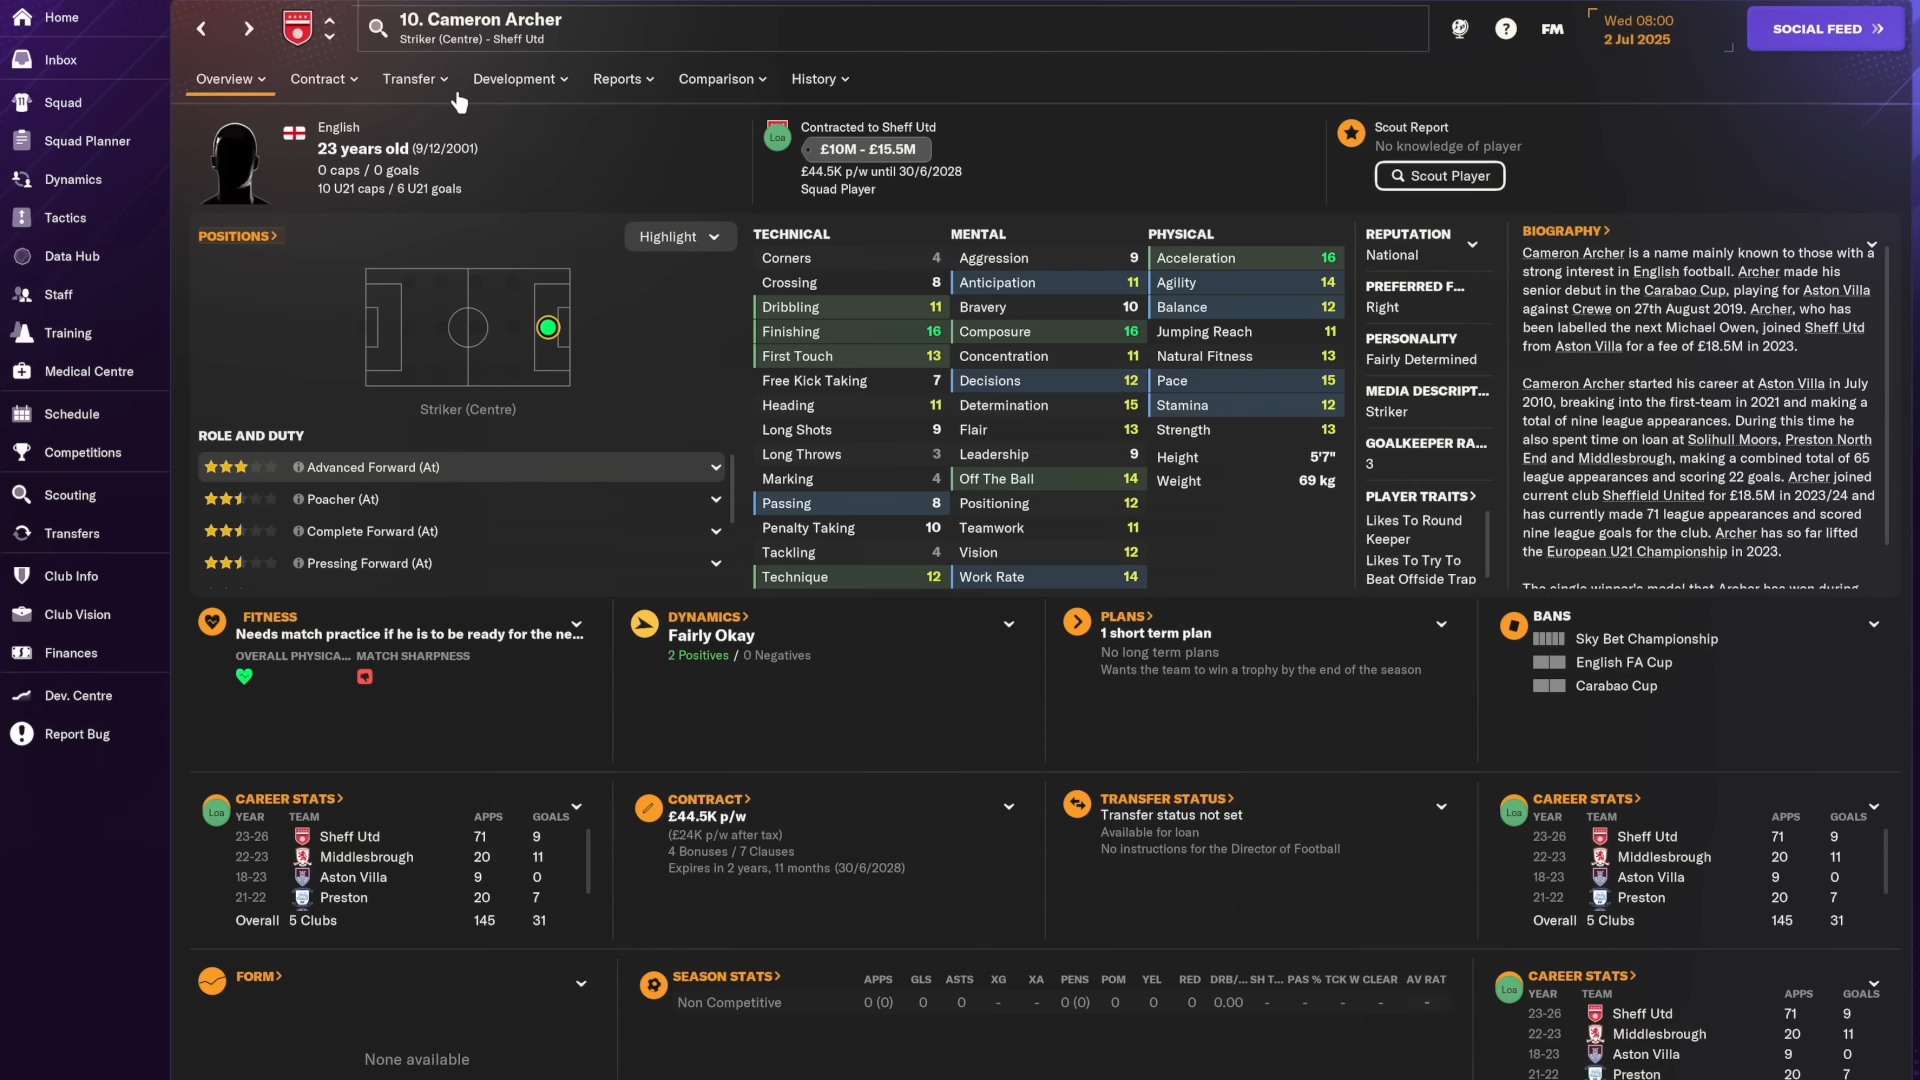 Home
Inbox
Squad
Squad Planner
Dynamics
Tactics
Data Hub
Staff
Training
Medical Centre
Schedule
Competitions
Scouting
Transfers
Club Info
Club Vision
Finances
Dev. Centre
Report Bug
10. Cameron Archer
Striker (Centre) - Sheff Utd
FM
Wed 08:00
2 Jul 2025
SOCIAL FEED
Overview Contract Transfer Development Reports Comparison History
English
23 years old (9/12/2001)
0 caps / 0 goals
10 U21 caps / 6 U21 goals
Loa
Contracted to Sheff Utd
£10M - £15.5M
£44.5K p/w until 30/6/2028
Squad Player
Scout Report
No knowledge of player
Scout Player
POSITIONS>
Highlight
Striker (Centre)
ROLE AND DUTY
Advanced Forward (At)
Poacher (At)
Complete Forward (At)
Pressing Forward (At)
TECHNICAL
Corners 4
Crossing 8
Dribbling 11
Finishing 16
First Touch 13
Free Kick Taking 7
Heading 11
Long Shots 9
Long Throws 3
Marking 4
Passing 8
Penalty Taking 10
Tackling 4
Technique 12
MENTAL
Aggression 9
Anticipation 11
Bravery 10
Composure 16
Concentration 11
Decisions 12
Determination 15
Flair 13
Leadership 9
Off The Ball 14
Positioning 12
Teamwork 11
Vision 12
Work Rate 14
PHYSICAL
Acceleration 16
Agility 14
Balance 12
Jumping Reach 11
Natural Fitness 13
Pace 15
Stamina 12
Strength 13
Height 5'7"
Weight 69 kg
REPUTATION
National
PREFERRED F...
Right
PERSONALITY
Fairly Determined
MEDIA DESCRIPT...
Striker
GOALKEEPER RA...
3
PLAYER TRAITS>
Likes To Round
Keeper
Likes To Try To
Beat Offside Trap
BIOGRAPHY>
Cameron Archer is a name mainly known to those with a
strong interest in English football. Archer made his
senior debut in the Carabao Cup, playing for Aston Villa
against Crewe on 27th August 2019. Archer, who has
been labelled the next Michael Owen, joined Sheff Utd
from Aston Villa for a fee of £18.5M in 2023.
Cameron Archer started his career at Aston Villa in July
2010, breaking into the first-team in 2021 and making a
total of nine league appearances. During this time he
also spent time on loan at Solihull Moors, Preston North
End and Middlesbrough, making a combined total of 65
league appearances and scoring 22 goals. Archer joined
current club Sheffield United for £18.5M in 2023/24 and
has currently made 71 league appearances and scored
nine league goals for the club. Archer has so far lifted
the European U21 Championship in 2023.
The single winner's medal that Archer has won during
FITNESS
Needs match practice if he is to be ready for the ne...
OVERALL PHYSICA... MATCH SHARPNESS
DYNAMICS>
Fairly Okay
2 Positives / 0 Negatives
PLANS>
1 short term plan
No long term plans
Wants the team to win a trophy by the end of the season
BANS
Sky Bet Championship
English FA Cup
Carabao Cup
Loa
CAREER STATS>
YEAR TEAM APPS GOALS
23-26 Sheff Utd 71 9
22-23 Middlesbrough 20 11
18-23 Aston Villa 9 0
21-22 Preston 20 7
Overall 5 Clubs 145 31
CONTRACT>
£44.5K p/w
(£24K p/w after tax)
4 Bonuses / 7 Clauses
Expires in 2 years, 11 months (30/6/2028)
TRANSFER STATUS>
Transfer status not set
Available for loan
No instructions for the Director of Football
Loa
CAREER STATS>
YEAR TEAM APPS GOALS
23-26 Sheff Utd 71 9
22-23 Middlesbrough 20 11
18-23 Aston Villa 9 0
21-22 Preston 20 7
Overall 5 Clubs 145 31
FORM>
None available
SEASON STATS>
APPS GLS ASTS XG XA PENS POM YEL RED DRB/... SH T... PAS % TCK W CLEAR AV RAT
Non Competitive 0 (0) 0 0 - - 0 (0) 0 0 0 0.00 - - - - -
Loa
CAREER STATS>
YEAR TEAM APPS GOALS
23-26 Sheff Utd 71 9
22-23 Middlesbrough 20 11
18-23 Aston Villa 9 0
21-22 Preston 20 7